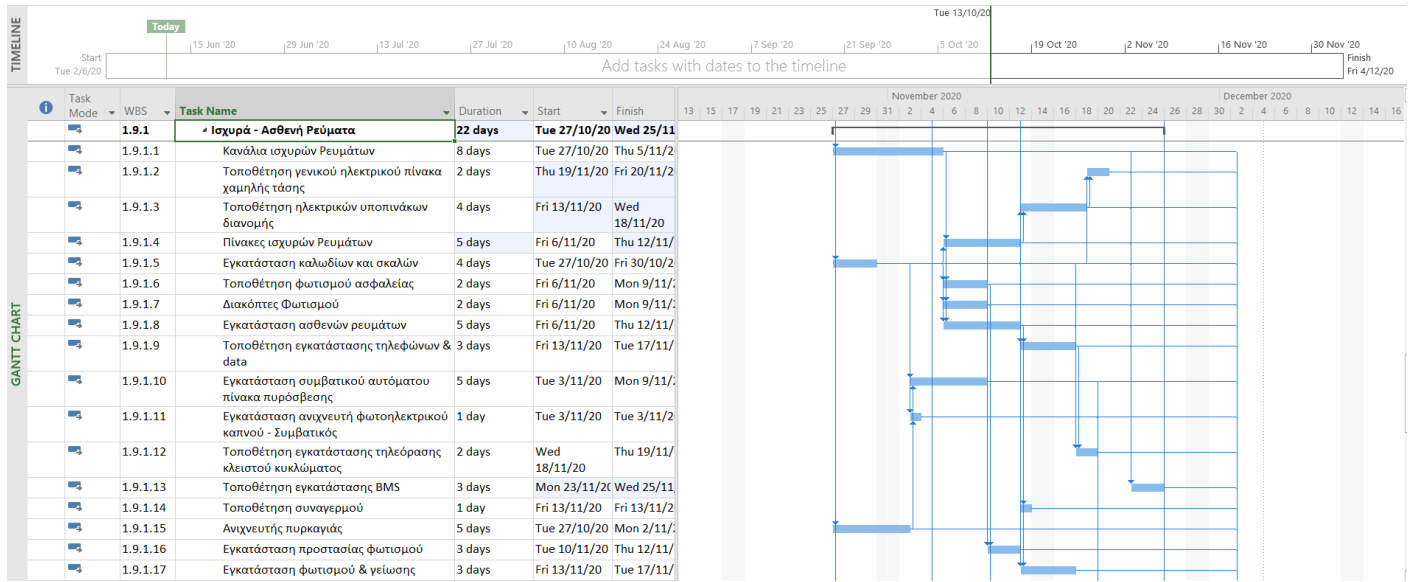 Tue 13/10/20
TIMELINE
Today
15 Jun '20 29 Jun '20 13 Jul '20 27 Jul '20 10 Aug '20 24 Aug '20 7 Sep '20 21 Sep '20 5 Oct '20 19 Oct '20 2 Nov '20 16 Nov '20 30 Nov '20
Start
Tue 2/6/20
Add tasks with dates to the timeline
Finish
Fri 4/12/20
GANTT CHART
Task
Mode WBS Task Name Duration Start Finish
November 2020 December 2020
13 15 17 19 21 23 25 27 29 31 2 4 6 8 10 12 14 16 18 20 22 24 26 28 30 2 4 6 8 10 12 14 16
1.9.1 Ισχυρά - Ασθενή Ρεύματα 22 days Tue 27/10/20 Wed 25/11
1.9.1.1 Κανάλια ισχυρών Ρευμάτων 8 days Tue 27/10/20 Thu 5/11/2
1.9.1.2 Τοποθέτηση γενικού ηλεκτρικού πίνακα 2 days Thu 19/11/20 Fri 20/11/2
χαμηλής τάσης
1.9.1.3 Τοποθέτηση ηλεκτρικών υποπινάκων 4 days Fri 13/11/20 Wed
διανομής 18/11/20
1.9.1.4 Πίνακες ισχυρών Ρευμάτων 5 days Fri 6/11/20 Thu 12/11/
1.9.1.5 Εγκατάσταση καλωδίων και σκαλών 4 days Tue 27/10/20 Fri 30/10/2
1.9.1.6 Τοποθέτηση φωτισμού ασφαλείας 2 days Fri 6/11/20 Mon 9/11/
1.9.1.7 Διακόπτες Φωτισμού 2 days Fri 6/11/20 Mon 9/11/
1.9.1.8 Εγκατάσταση ασθενών ρευμάτων 5 days Fri 6/11/20 Thu 12/11/
1.9.1.9 Τοποθέτηση εγκατάστασης τηλεφώνων & 3 days Fri 13/11/20 Tue 17/11/
data
1.9.1.10 Εγκατάσταση συμβατικού αυτόματου 5 days Tue 3/11/20 Mon 9/11/
πίνακα πυρόσβεσης
1.9.1.11 Εγκατάσταση ανιχνευτή φωτοηλεκτρικού 1 day Tue 3/11/20 Tue 3/11/2
καπνού - Συμβατικός
1.9.1.12 Τοποθέτηση εγκατάστασης τηλεόρασης 2 days Wed Thu 19/11/
κλειστού κυκλώματος 18/11/20
1.9.1.13 Τοποθέτηση εγκατάστασης BMS 3 days Mon 23/11/20 Wed 25/11
1.9.1.14 Τοποθέτηση συναγερμού 1 day Fri 13/11/20 Fri 13/11/2
1.9.1.15 Ανιχνευτής πυρκαγιάς 5 days Tue 27/10/20 Mon 2/11/
1.9.1.16 Εγκατάσταση προστασίας φωτισμού 3 days Tue 10/11/20 Thu 12/11/
1.9.1.17 Εγκατάσταση φωτισμού & γείωσης 3 days Fri 13/11/20 Tue 17/11/